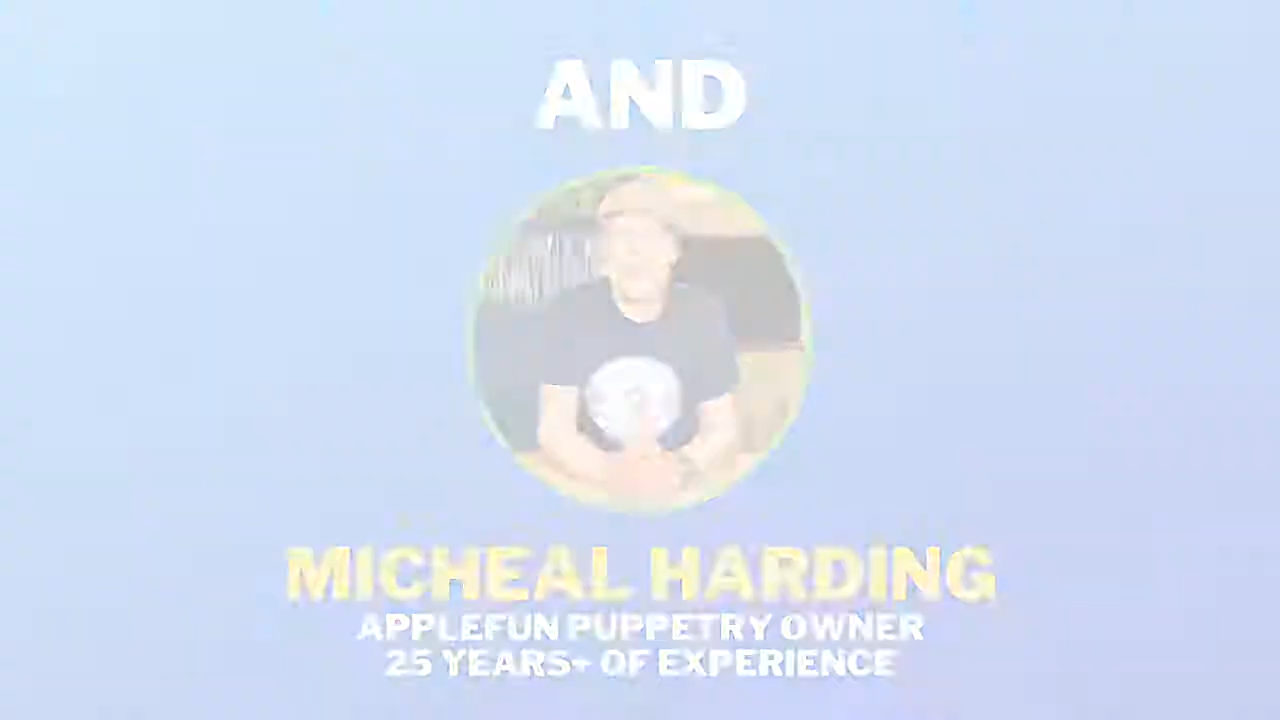 AND
MICHEAL HARDING
APPLEFUN PUPPETRY OWNER
25 YEARS+ OF EXPERIENCE